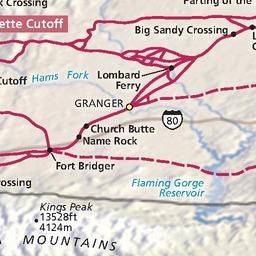 Crossing
Parting of the
ette Cutoff
Big Sandy Crossing
L
C
Cutoff
Hams Fork
Lombard
Ferry
GRANGER
80
Church Butte
Name Rock
Fort Bridger
rossing
Flaming Gorge
Reservoir
Kings Peak
13528ft
4124m
MOUNTAINS